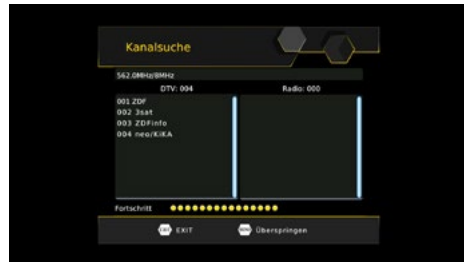 Kanalsuche
562.0MHz/8MHz
DTV: 004 Radio: 000
001 ZDF
002 3sat
003 ZDFinfo
004 neo/KiKA
Fortschritt
EXIT EXIT Überspringen